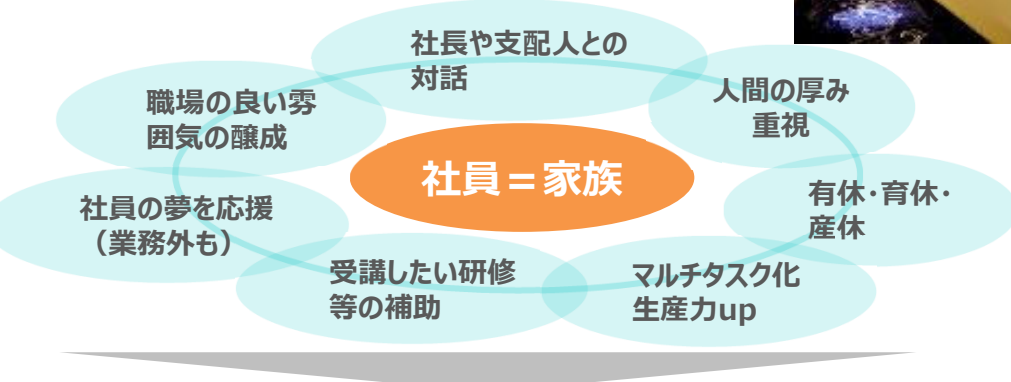 社長や支配人との
対話
人間の厚み
重視
職場の良い雰
囲気の醸成
社員＝家族
有休・育休・
産休
社員の夢を応援
（業務外も）
受講したい研修
等の補助
マルチタスク化
生産力up